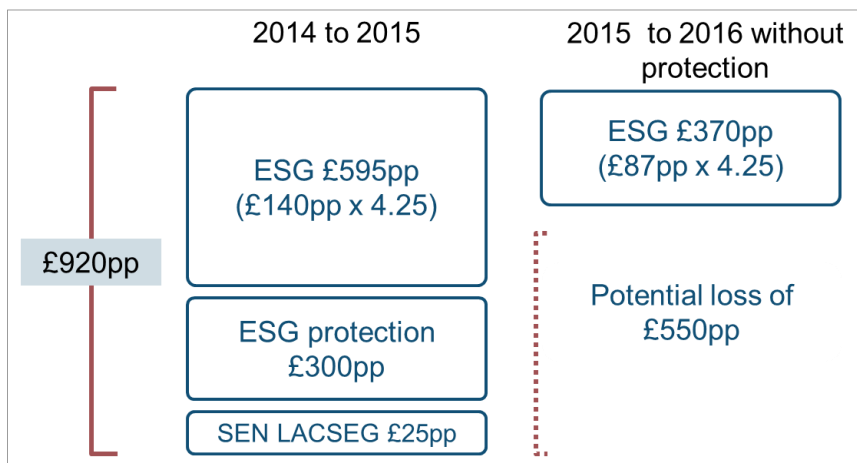 2014 to 2015
2015 to 2016 without
protection
£920pp
ESG £595pp
(£140pp x 4.25)
ESG protection
£300pp
SEN LACSEG £25pp
ESG £370pp
(£87pp x 4.25)
Potential loss of
£550pp